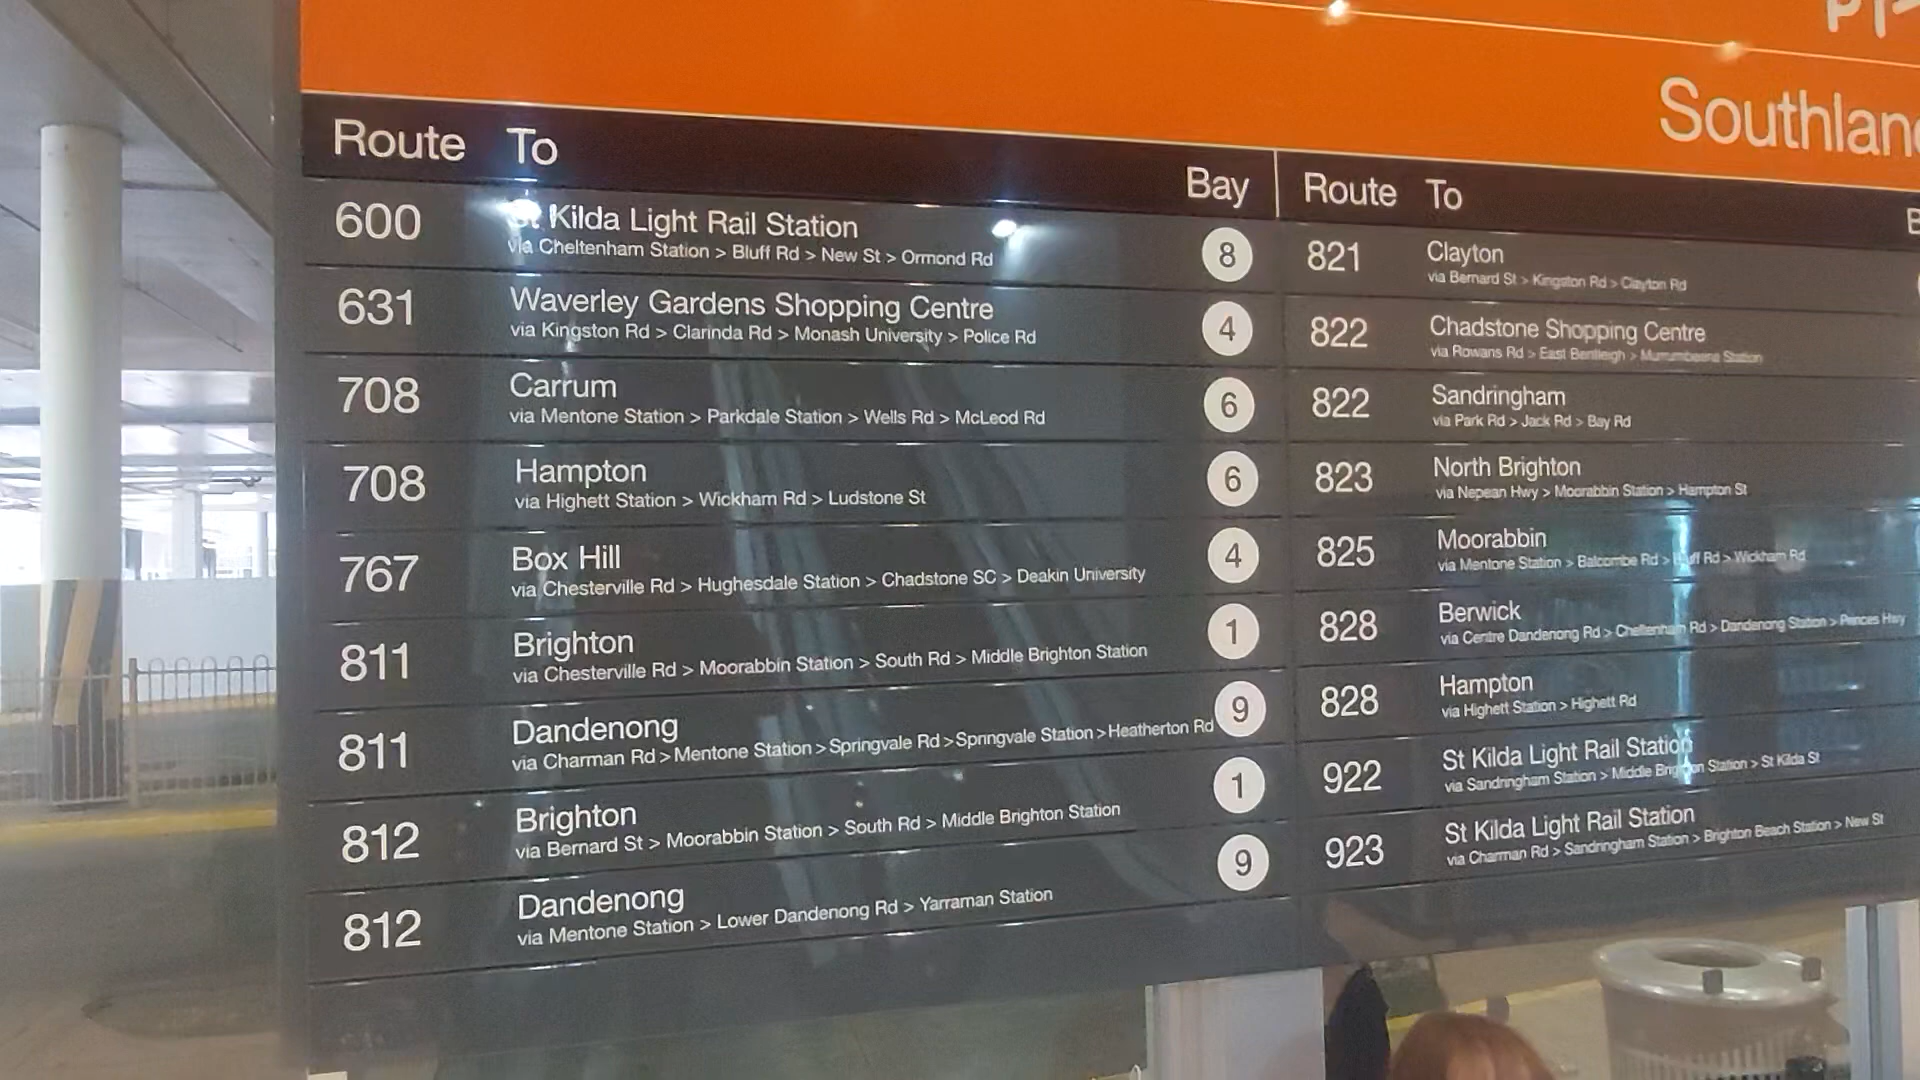 PT
Southlan
Route To Bay
600 St Kilda Light Rail Station 8
via Cheltenham Station > Bluff Rd > New St > Ormond Rd
631 Waverley Gardens Shopping Centre 4
via Kingston Rd > Clarinda Rd > Monash University > Police Rd
708 Carrum 6
via Mentone Station > Parkdale Station > Wells Rd > McLeod Rd
708 Hampton 6
via Highett Station > Wickham Rd > Ludstone St
767 Box Hill 4
via Chesterville Rd > Hughesdale Station > Chadstone SC > Deakin University
811 Brighton 1
via Chesterville Rd > Moorabbin Station > South Rd > Middle Brighton Station
811 Dandenong 9
via Charman Rd > Mentone Station > Springvale Rd > Springvale Station > Heatherton Rd
812 Brighton 1
via Bernard St > Moorabbin Station > South Rd > Middle Brighton Station
812 Dandenong 9
via Mentone Station > Lower Dandenong Rd > Yarraman Station
Route To B
821 Clayton
via Bernard St > Kingston Rd > Clayton Rd
822 Chadstone Shopping Centre
via Rowans Rd > East Bentleigh > Murrumbeena Station
822 Sandringham
via Park Rd > Jack Rd > Bay Rd
823 North Brighton
via Nepean Hwy > Moorabbin Station > Hampton St
825 Moorabbin
via Mentone Station > Balcombe Rd > Bluff Rd > Wickham Rd
828 Berwick
via Centre Dandenong Rd > Cheltenham Rd > Dandenong Station > Princes Hwy
828 Hampton
via Highett Station > Highett Rd
922 St Kilda Light Rail Station
via Sandringham Station > Middle Brighton Station > St Kilda St
923 St Kilda Light Rail Station
via Charman Rd > Sandringham Station > Brighton Beach Station > New St